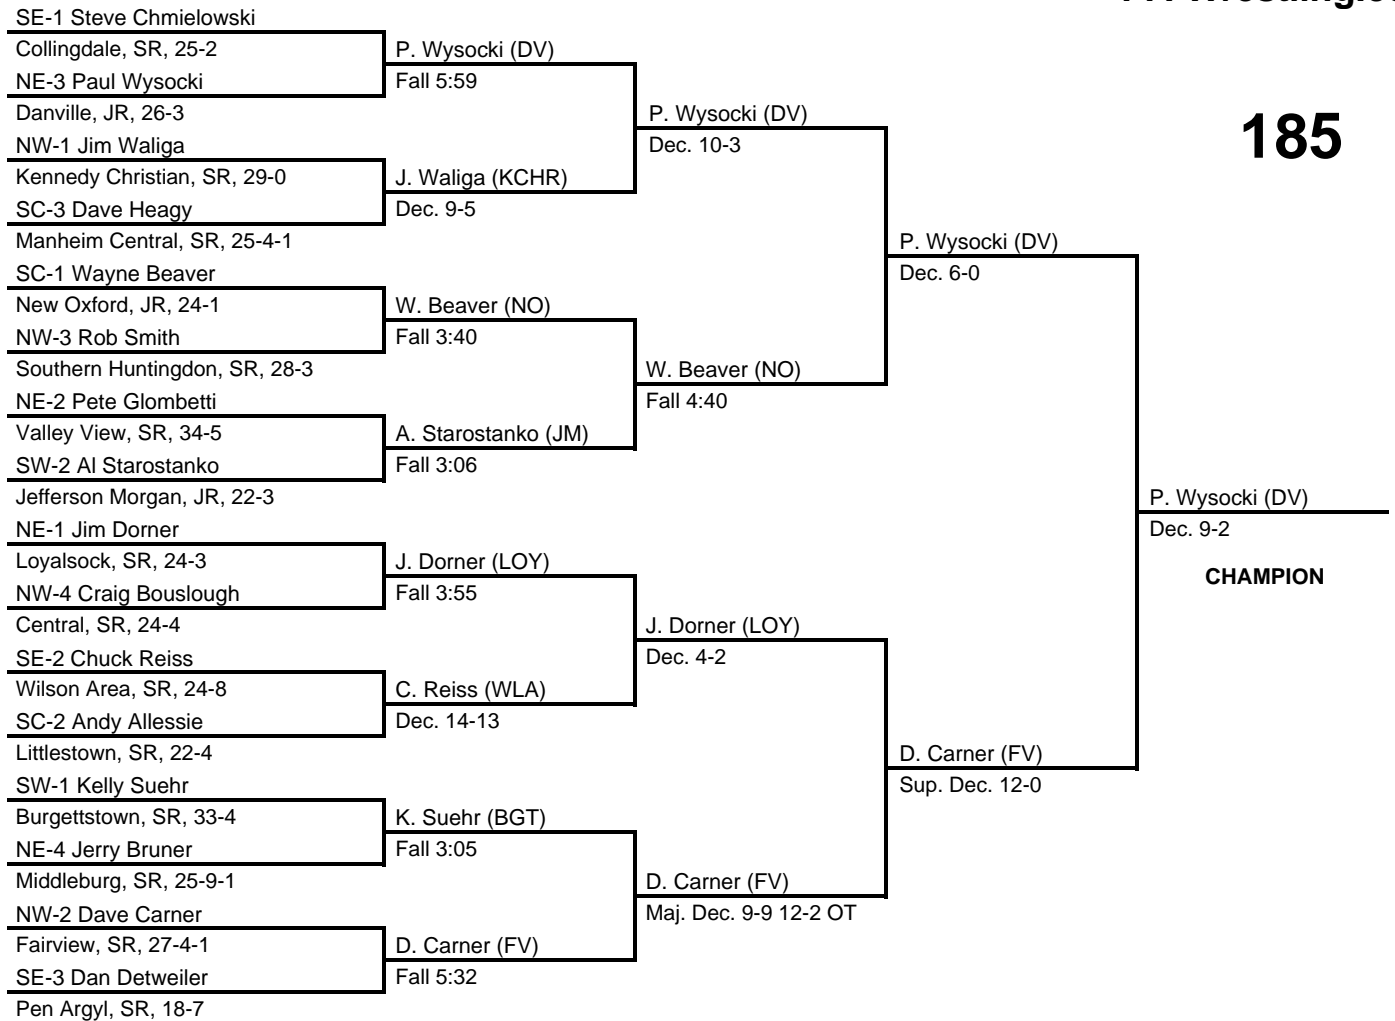 SE-1 Steve Chmielowski
Collingdale, SR, 25-2
NE-3 Paul Wysocki
Danville, JR, 26-3
NW-1 Jim Waliga
Kennedy Christian, SR, 29-0
SC-3 Dave Heagy
Manheim Central, SR, 25-4-1
SC-1 Wayne Beaver
New Oxford, JR, 24-1
NW-3 Rob Smith
Southern Huntingdon, SR, 28-3
NE-2 Pete Glombetti
Valley View, SR, 34-5
SW-2 Al Starostanko
Jefferson Morgan, JR, 22-3
NE-1 Jim Dorner
Loyalsock, SR, 24-3
NW-4 Craig Bouslough
Central, SR, 24-4
SE-2 Chuck Reiss
Wilson Area, SR, 24-8
SC-2 Andy Allessie
Littlestown, SR, 22-4
SW-1 Kelly Suehr
Burgettstown, SR, 33-4
NE-4 Jerry Bruner
Middleburg, SR, 25-9-1
NW-2 Dave Carner
Fairview, SR, 27-4-1
SE-3 Dan Detweiler
Pen Argyl, SR, 18-7
P. Wysocki (DV)
Fall 5:59
J. Waliga (KCHR)
Dec. 9-5
W. Beaver (NO)
Fall 3:40
A. Starostanko (JM)
Fall 3:06
J. Dorner (LOY)
Fall 3:55
C. Reiss (WLA)
Dec. 14-13
K. Suehr (BGT)
Fall 3:05
D. Carner (FV)
Fall 5:32
P. Wysocki (DV)
Dec. 10-3
W. Beaver (NO)
Fall 4:40
J. Dorner (LOY)
Dec. 4-2
D. Carner (FV)
Maj. Dec. 9-9 12-2 OT
P. Wysocki (DV)
Dec. 6-0
D. Carner (FV)
Sup. Dec. 12-0
185
P. Wysocki (DV)
Dec. 9-2
CHAMPION